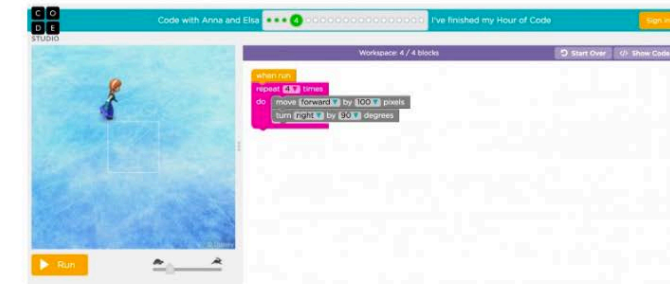 C O
D E
STUDIO
Code with Anna and Elsa 4 I've finished my Hour of Code Sign in
Workspace: 4 / 4 blocks Start Over </> Show Code
when run
repeat 4 times
do move forward by 100 pixels
turn right by 90 degrees
Run